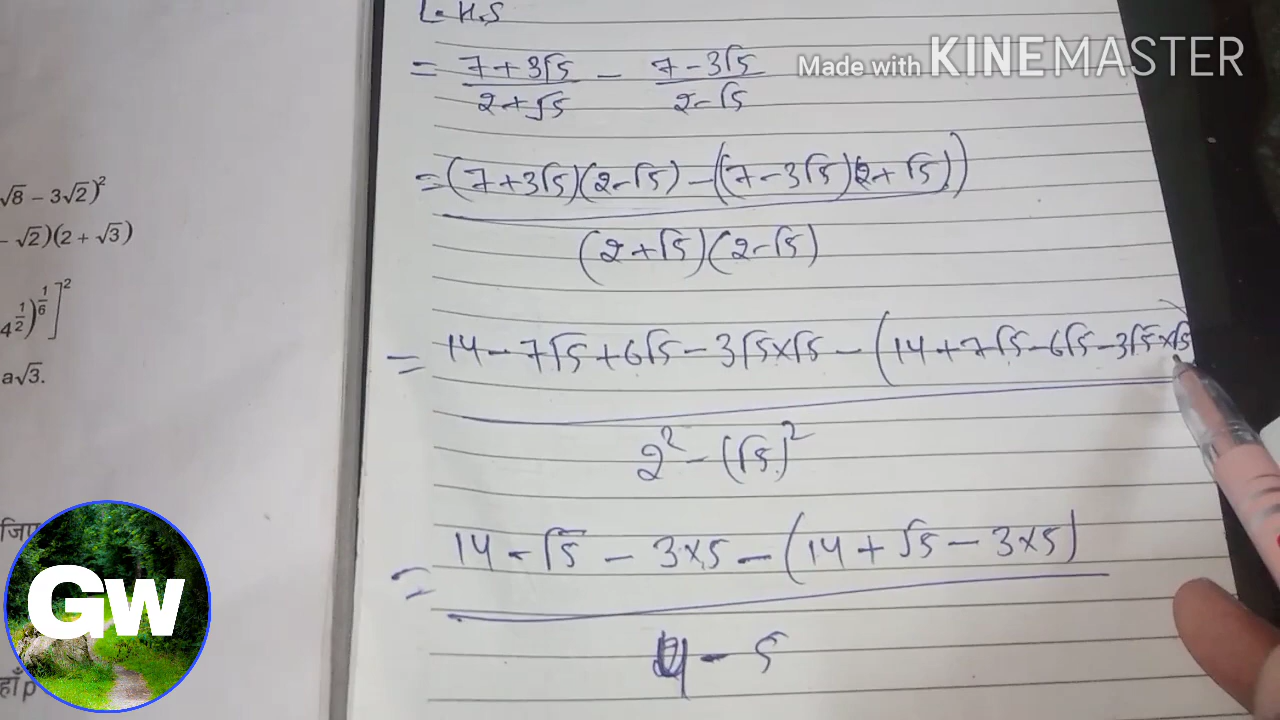 L.H.S
= 7+3√5 / 2+√5 − 7−3√5 / 2−√5
Made with KINEMASTER
= (7+3√5)(2−√5) − ((7−3√5)(2+√5))
(2+√5)(2−√5)
= 14−7√5+6√5−3√5×√5 − (14+7√5−6√5−3√5×√5
2² − (√5)²
= 14 − √5 − 3×5 − (14+√5 − 3×5)
4 − 5
√8 − 3√2)²
− √2)(2 + √3)
4^(1/2))^(1/6)]²
a√3.
हाँ p
GW